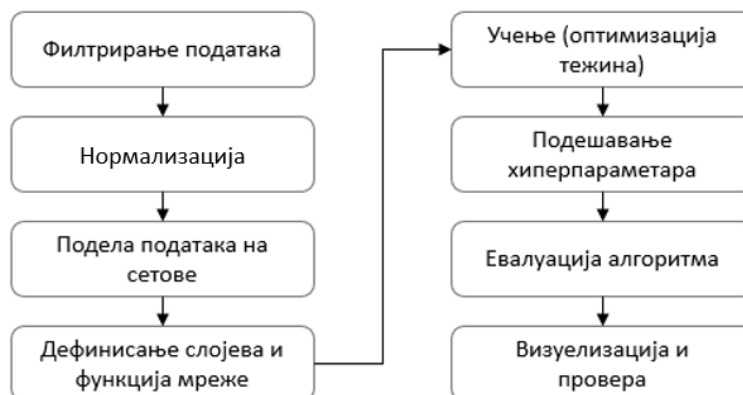 Филтрирање података
Нормализација
Подела података на
сетове
Дефинисање слојева и
функција мреже
Учење (оптимизација
тежина)
Подешавање
хиперпараметара
Евалуација алгоритма
Визуелизација и
провера